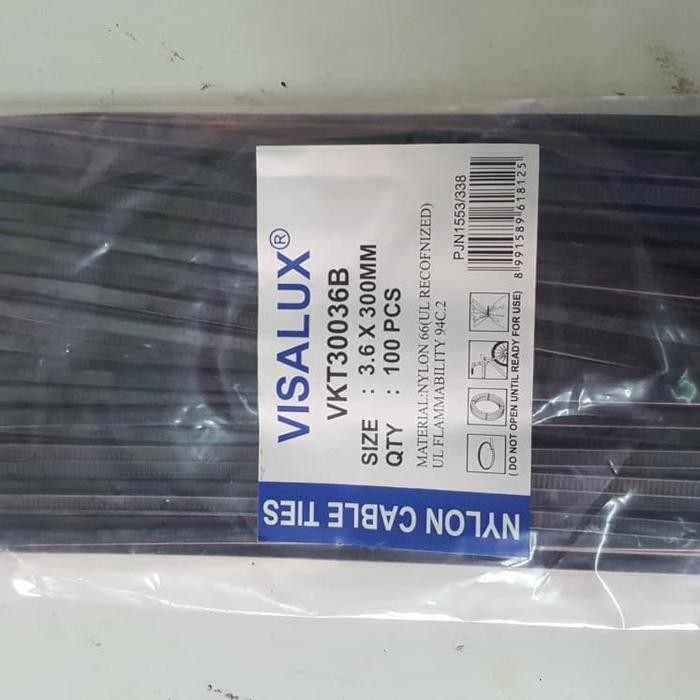 VISALUX®
VKT30036B
SIZE : 3.6 X 300MM
QTY : 100 PCS
MATERIAL:NYLON 66(UL RECOFNIZED)
UL FLAMMABILITY 94C.2
PJN1553/338
8 991589 618125
( DO NOT OPEN UNTIL READY FOR USE)
NYLON CABLE TIES